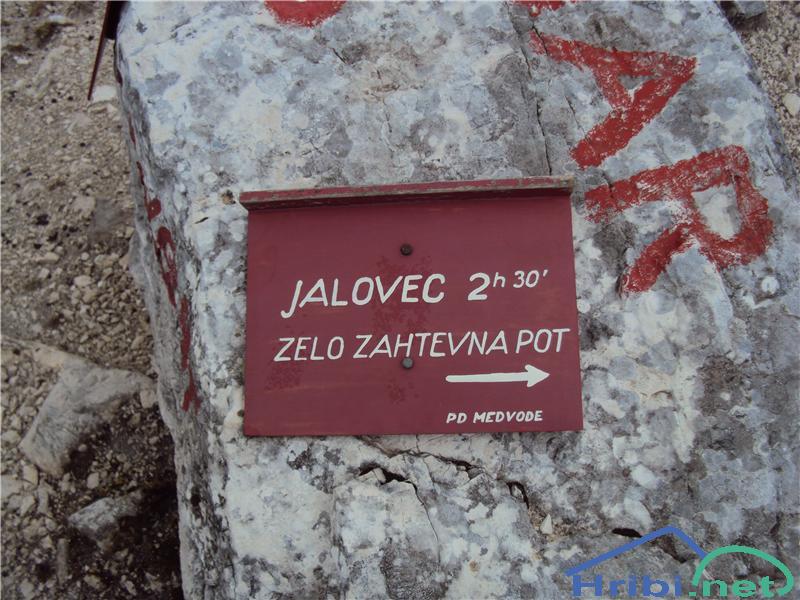 JALOVEC 2h 30'
ZELO ZAHTEVNA POT
PD MEDVODE
Hribi.net